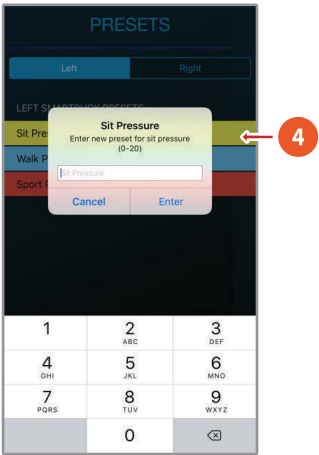 PRESETS
Left Right
LEFT SMARTPUCK PRESETS
Sit Pre
Walk P
Sport
Sit Pressure
Enter new preset for sit pressure
(0-20)
Sit Pressure
Cancel Enter
4
1 2 3
ABC DEF
4 5 6
GHI JKL MNO
7 8 9
PQRS TUV WXYZ
0